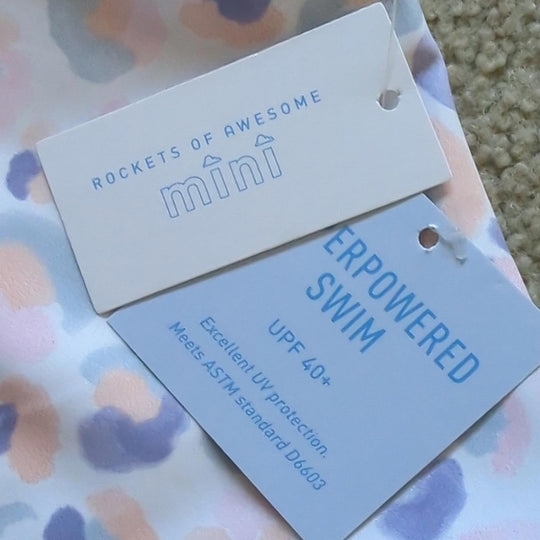 ROCKETS OF AWESOME
mini
ERPOWERED
SWIM
UPF 40+
Excellent UV protection.
Meets ASTM standard D6603